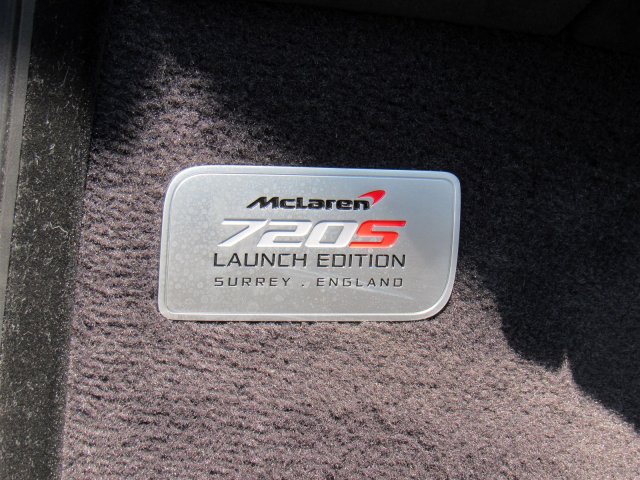 McLaren
720S
LAUNCH EDITION
SURREY . ENGLAND